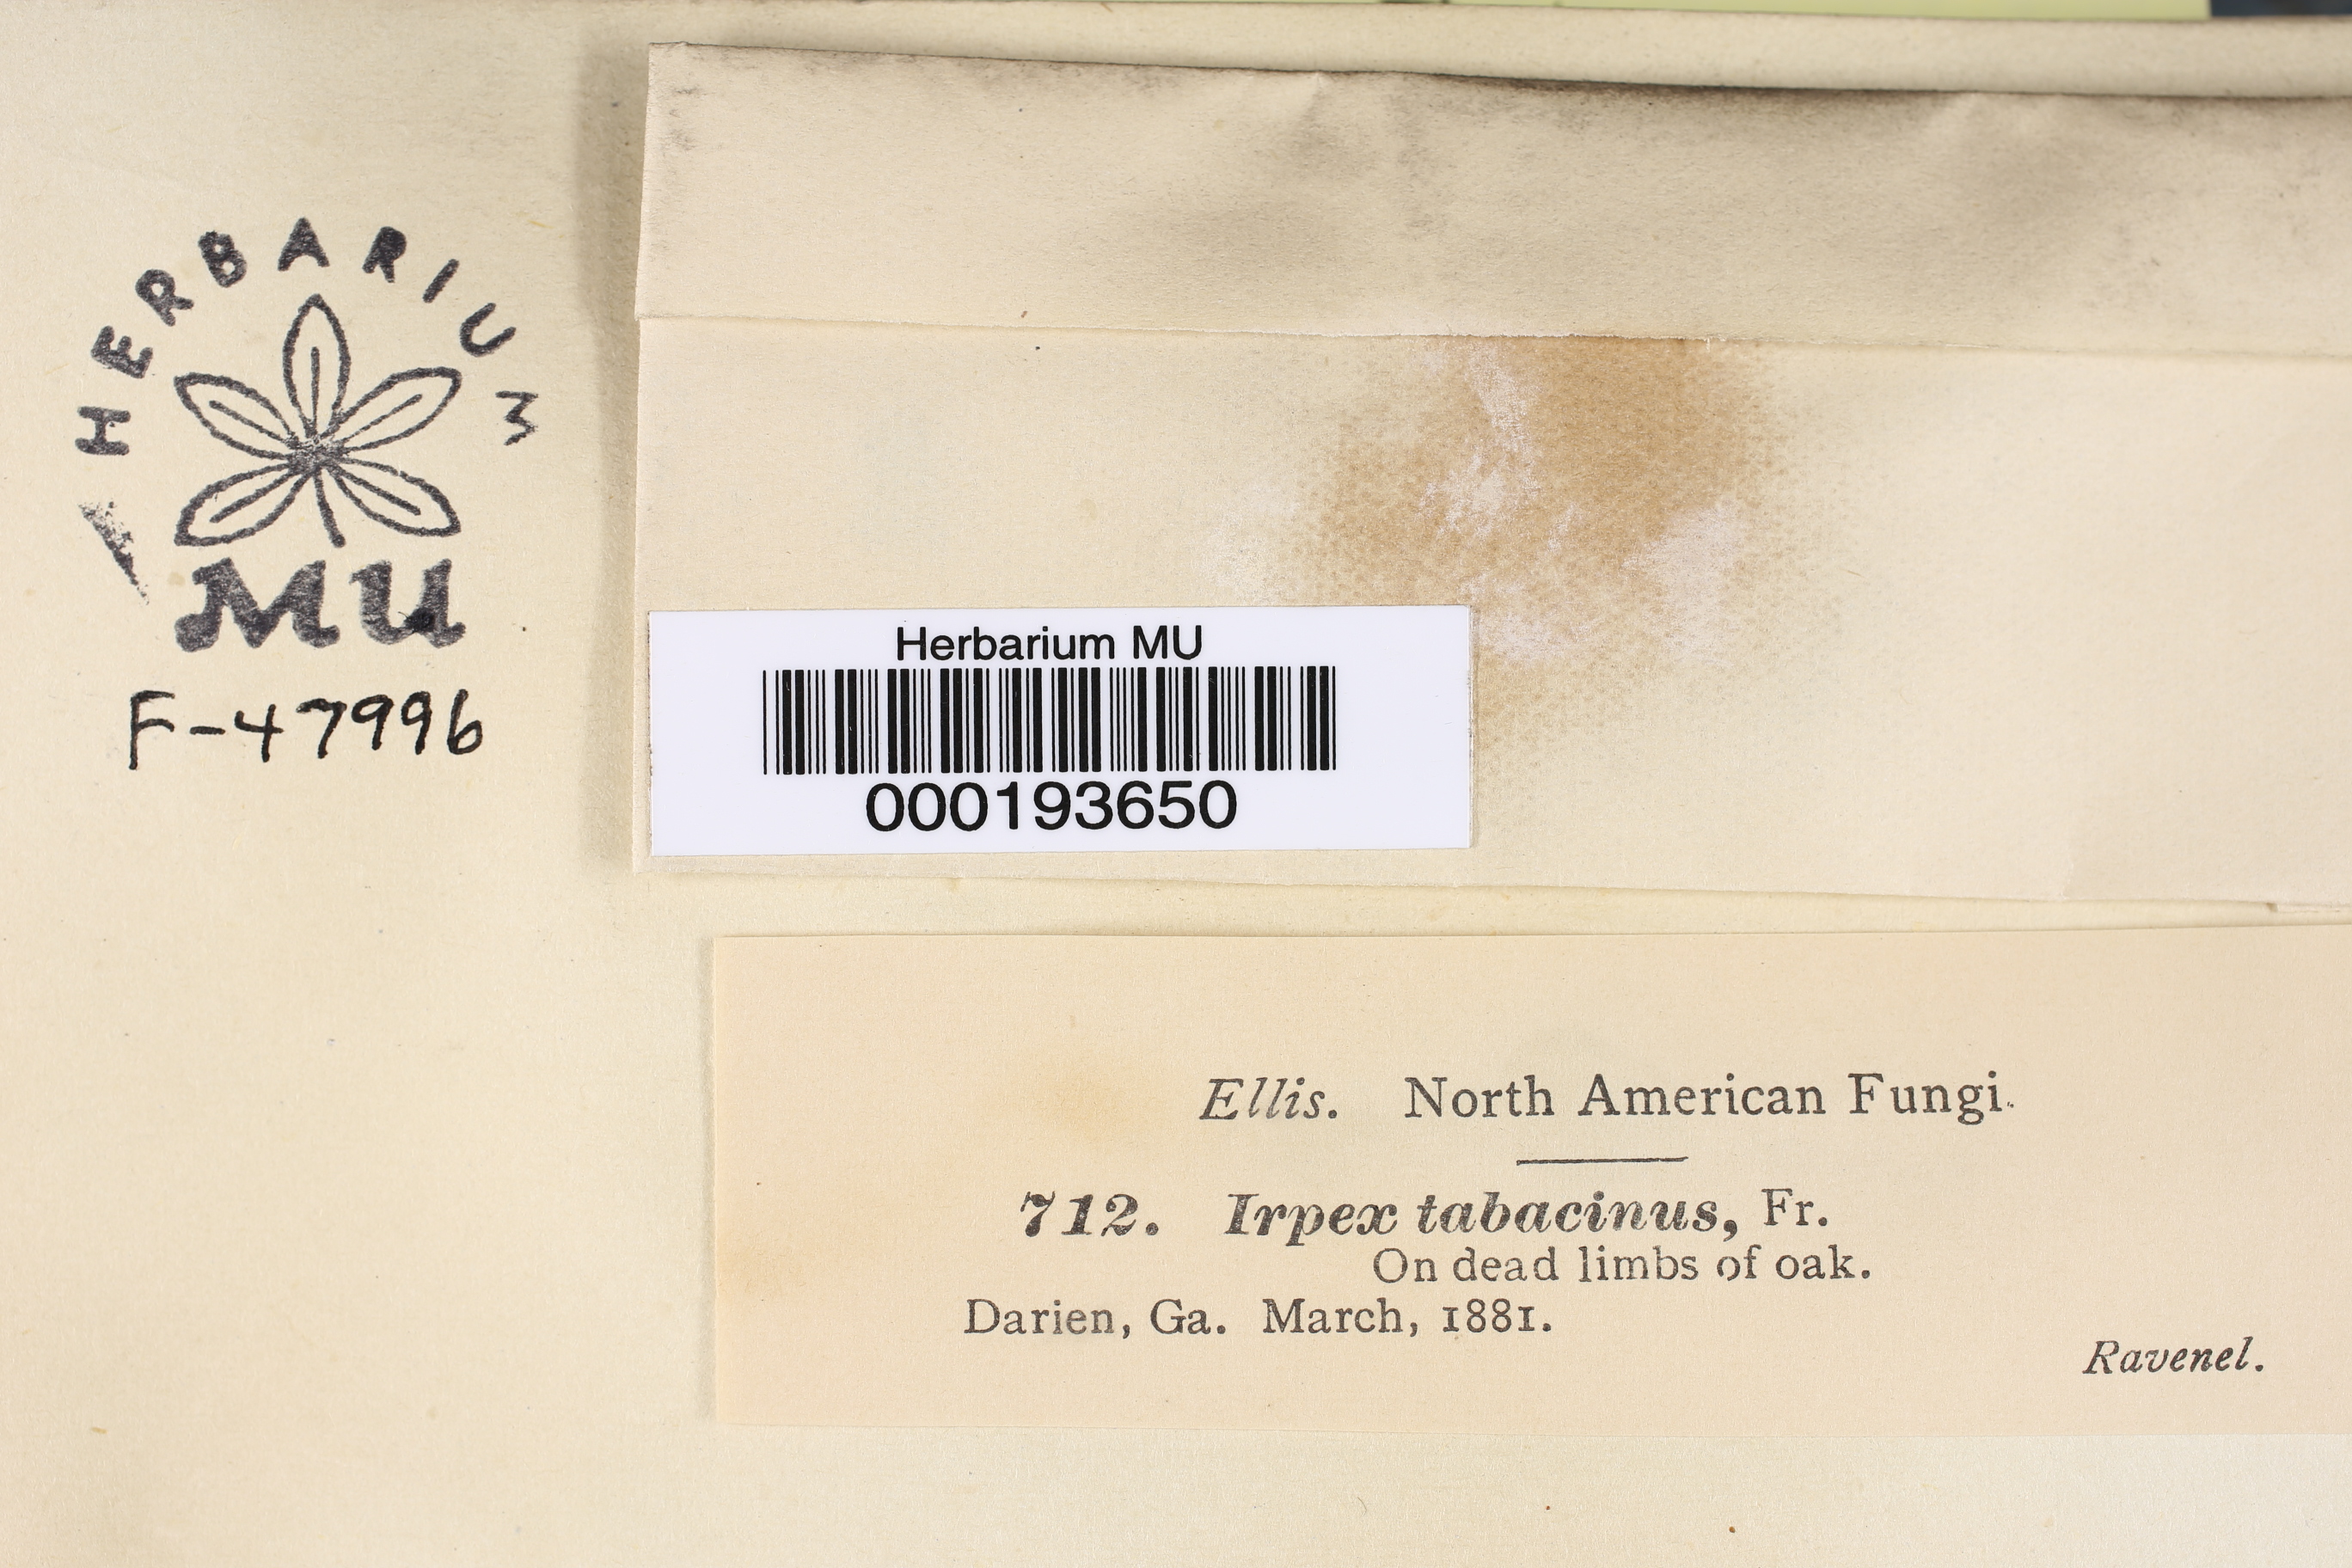 HERBARIUM
MU
F-47996
Herbarium MU
000193650
Ellis. North American Fungi.
712. Irpex tabacinus, Fr.
On dead limbs of oak.
Darien, Ga. March, 1881.
Ravenel.